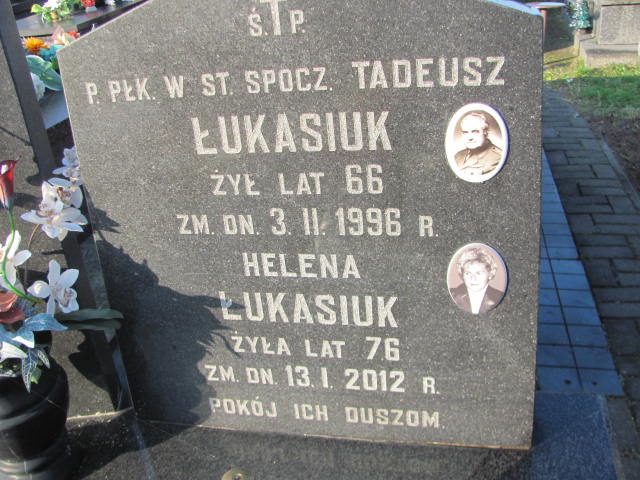 Ś.†P.
P. PŁK. W ST. SPOCZ. TADEUSZ
ŁUKASIUK
ŻYŁ LAT 66
ZM. DN. 3. II. 1996 R.
HELENA
ŁUKASIUK
ŻYŁA LAT 76
ZM. DN. 13. I. 2012 R.
POKÓJ ICH DUSZOM.